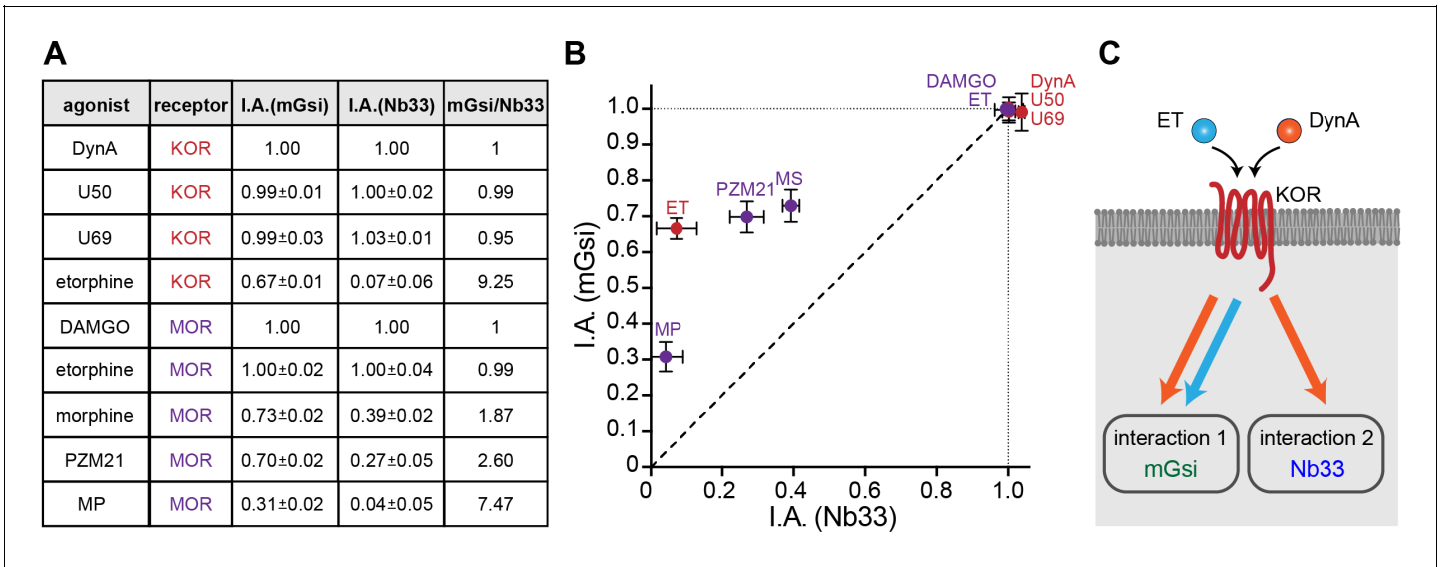 A
agonist receptor I.A.(mGsi) I.A.(Nb33) mGsi/Nb33
DynA KOR 1.00 1.00 1
U50 KOR 0.99±0.01 1.00±0.02 0.99
U69 KOR 0.99±0.03 1.03±0.01 0.95
etorphine KOR 0.67±0.01 0.07±0.06 9.25
DAMGO MOR 1.00 1.00 1
etorphine MOR 1.00±0.02 1.00±0.04 0.99
morphine MOR 0.73±0.02 0.39±0.02 1.87
PZM21 MOR 0.70±0.02 0.27±0.05 2.60
MP MOR 0.31±0.02 0.04±0.05 7.47
B
I.A. (mGsi)
1.0
0.9
0.8
0.7
0.6
0.5
0.4
0.3
0.2
0.1
0
DAMGO
ET
DynA
U50
U69
MS
PZM21
ET
MP
0 0.2 0.4 0.6 0.8 1.0
I.A. (Nb33)
C
ET DynA
KOR
interaction 1
mGsi
interaction 2
Nb33